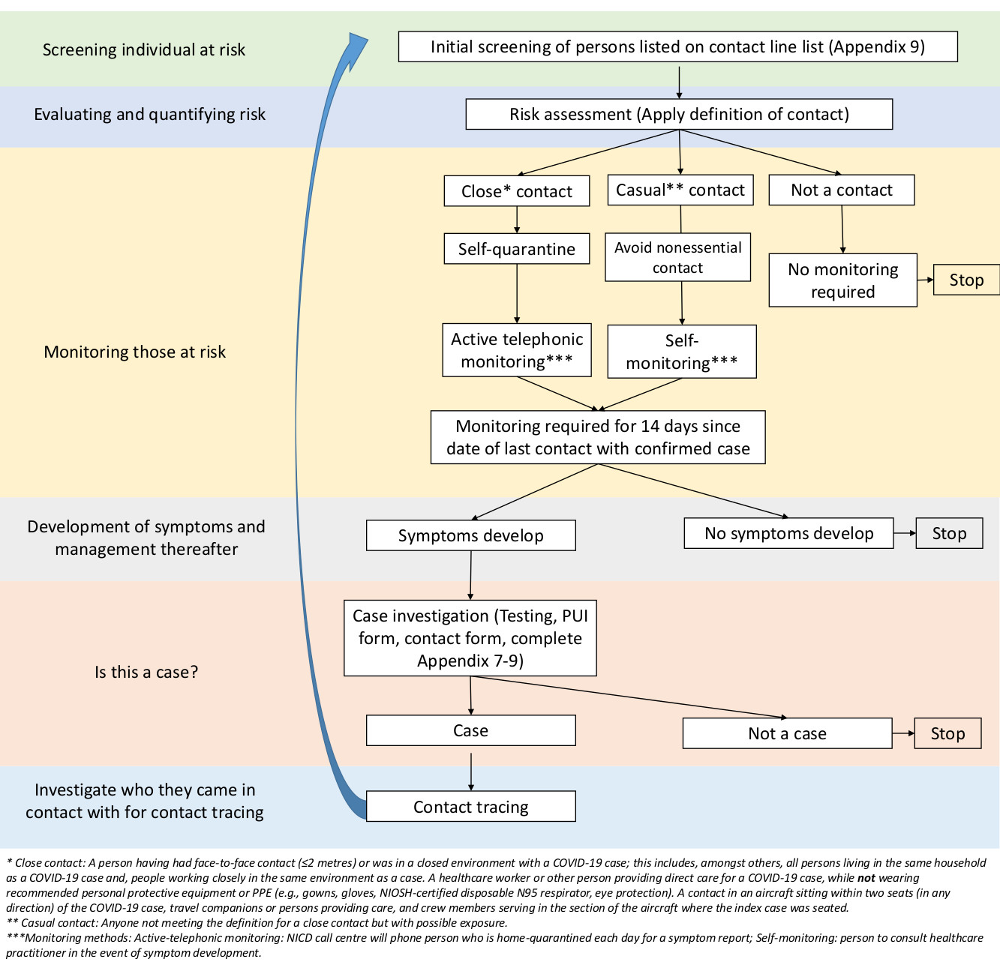 Screening individual at risk
Initial screening of persons listed on contact line list (Appendix 9)
Evaluating and quantifying risk
Risk assessment (Apply definition of contact)
Close* contact
Casual** contact
Not a contact
Self-quarantine
Avoid nonessential
contact
No monitoring
required
Stop
Monitoring those at risk
Active telephonic
monitoring***
Self-
monitoring***
Monitoring required for 14 days since
date of last contact with confirmed case
Development of symptoms and
management thereafter
Symptoms develop
No symptoms develop
Stop
Case investigation (Testing, PUI
form, contact form, complete
Appendix 7-9)
Is this a case?
Case
Not a case
Stop
Investigate who they came in
contact with for contact tracing
Contact tracing
* Close contact: A person having had face-to-face contact (≤2 metres) or was in a closed environment with a COVID-19 case; this includes, amongst others, all persons living in the same household
as a COVID-19 case and, people working closely in the same environment as a case. A healthcare worker or other person providing direct care for a COVID-19 case, while not wearing
recommended personal protective equipment or PPE (e.g., gowns, gloves, NIOSH-certified disposable N95 respirator, eye protection). A contact in an aircraft sitting within two seats (in any
direction) of the COVID-19 case, travel companions or persons providing care, and crew members serving in the section of the aircraft where the index case was seated.
** Casual contact: Anyone not meeting the definition for a close contact but with possible exposure.
***Monitoring methods: Active-telephonic monitoring: NICD call centre will phone person who is home-quarantined each day for a symptom report; Self-monitoring: person to consult healthcare
practitioner in the event of symptom development.